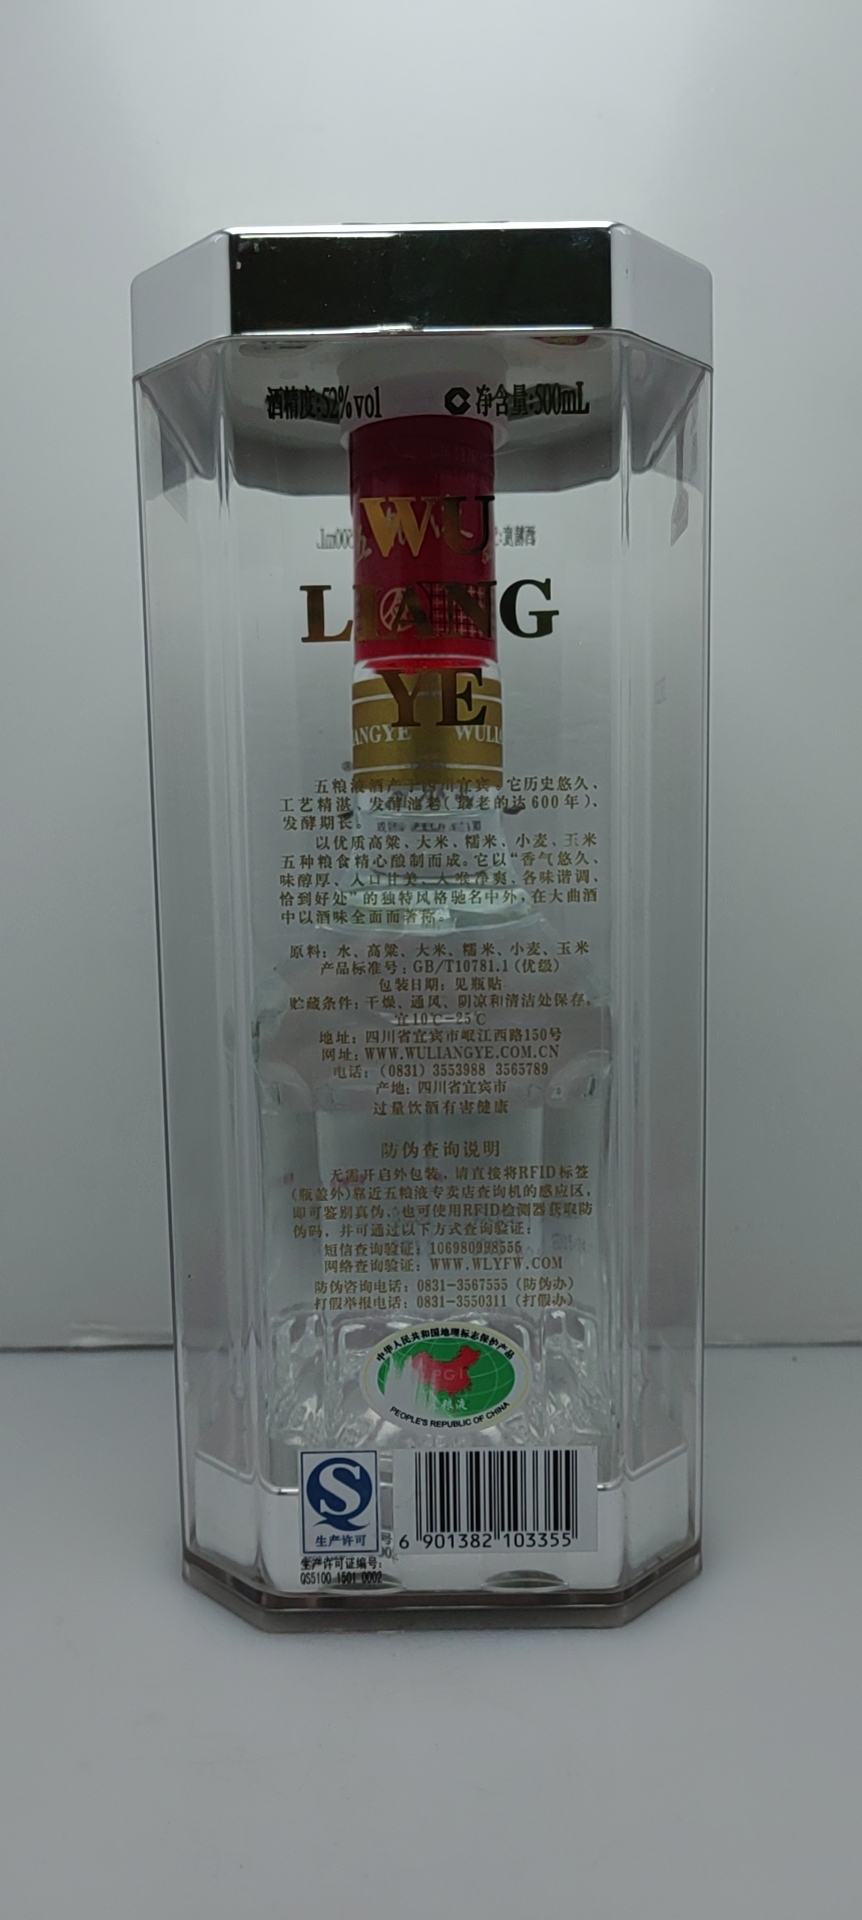 酒精度:52%vol
净含量:500mL
WU
LIANG
YE
ANGYE WULI
五粮液酒产于四川宜宾。它历史悠久、
工艺精湛、发酵池老(最老的达600年)、
发酵期长。
以优质高粱、大米、糯米、小麦、玉米
五种粮食精心酿制而成。它以“香气悠久、
味醇厚、入口甘美、入喉净爽、各味谐调、
恰到好处”的独特风格驰名中外,在大曲酒
中以酒味全面而著称。
原料: 水、高粱、大米、糯米、小麦、玉米
产品标准号: GB/T10781.1(优级)
包装日期: 见瓶贴
贮藏条件: 干燥、通风、阴凉和清洁处保存,
宜10℃—25℃
地址: 四川省宜宾市岷江西路150号
网址: WWW.WULIANGYE.COM.CN
电话: (0831) 3553988 3565789
产地: 四川省宜宾市
过量饮酒有害健康
防伪查询说明
无需开启外包装,请直接将RFID标签
(瓶盖外)靠近五粮液专卖店查询机的感应区,
即可鉴别真伪。也可使用RFID检测器获取防
伪码,并可通过以下方式查询验证:
短信查询验证: 106980998555
网络查询验证: WWW.WLYFW.COM
防伪咨询电话: 0831-3567555 (防伪办)
打假举报电话: 0831-3550311 (打假办)
中华人民共和国地理标志保护产品
PGI
粮液
PEOPLE'S REPUBLIC OF CHINA
生产许可
6 901382 103355
生产许可证编号:
QS5100 1501 0002